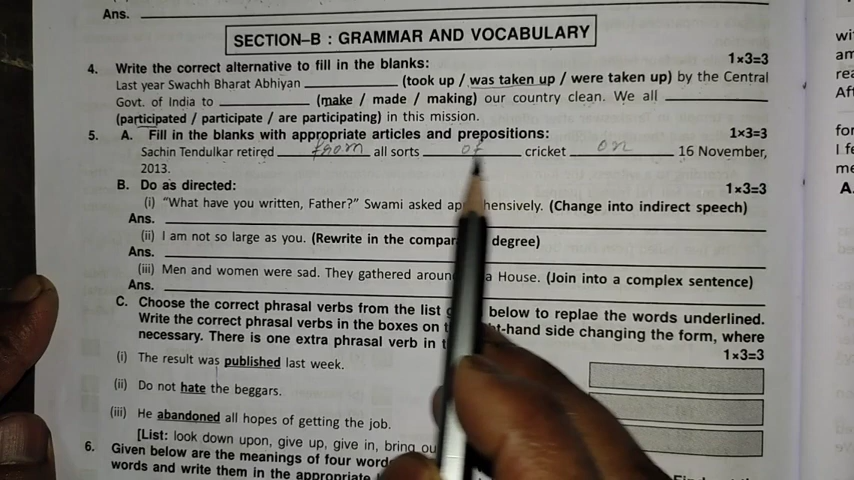 Ans.
SECTION–B : GRAMMAR AND VOCABULARY
4. Write the correct alternative to fill in the blanks: 1×3=3
Last year Swachh Bharat Abhiyan ____________ (took up / was taken up / were taken up) by the Central
Govt. of India to ____________ (make / made / making) our country clean. We all ____________
(participated / participate / are participating) in this mission.
5. A. Fill in the blanks with appropriate articles and prepositions: 1×3=3
Sachin Tendulkar retired from all sorts of cricket on 16 November,
2013.
B. Do as directed: 1×3=3
(i) “What have you written, Father?” Swami asked ap hensively. (Change into indirect speech)
Ans.
(ii) I am not so large as you. (Rewrite in the compar degree)
Ans.
(iii) Men and women were sad. They gathered aroun a House. (Join into a complex sentence)
Ans.
C. Choose the correct phrasal verbs from the list g below to replae the words underlined.
Write the correct phrasal verbs in the boxes on t ht-hand side changing the form, where
necessary. There is one extra phrasal verb in t 1×3=3
(i) The result was published last week.
(ii) Do not hate the beggars.
(iii) He abandoned all hopes of getting the job.
[List: look down upon, give up, give in, bring ou
6. Given below are the meanings of four word
words and write them in the appropriate
wi
am
rea
Aft
for
I fe
me
A.